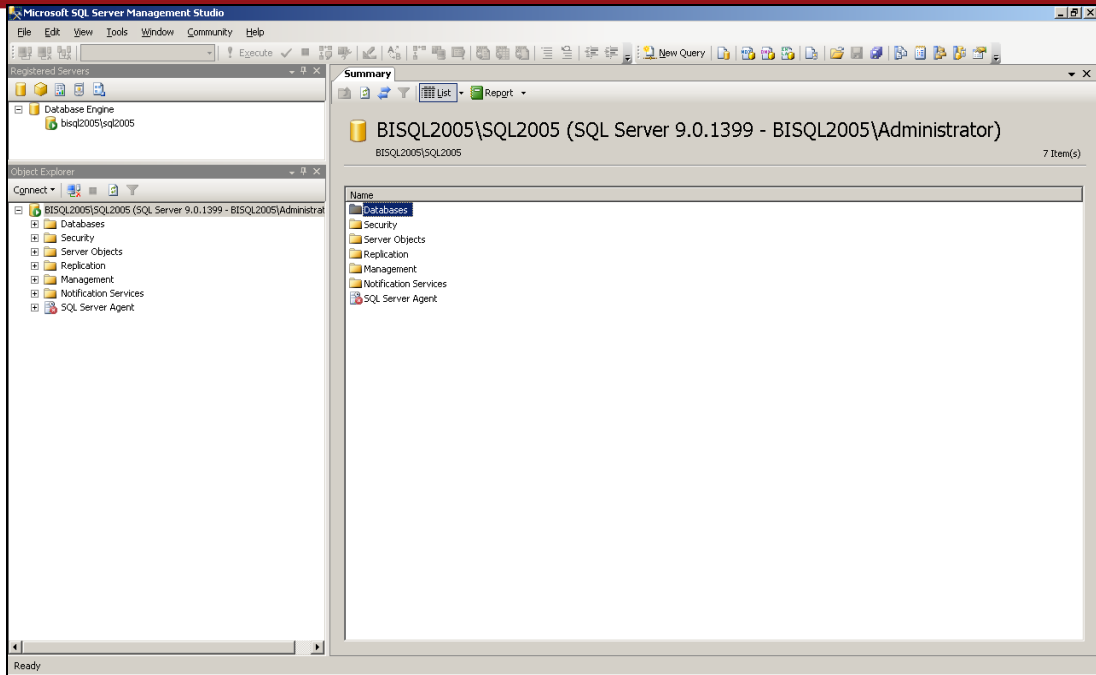 Microsoft SQL Server Management Studio
File Edit View Tools Window Community Help
Execute
New Query
Registered Servers
Database Engine
bisql2005\sql2005
Object Explorer
Connect
BISQL2005\SQL2005 (SQL Server 9.0.1399 - BISQL2005\Administrat
Databases
Security
Server Objects
Replication
Management
Notification Services
SQL Server Agent
Summary
List Report
BISQL2005\SQL2005 (SQL Server 9.0.1399 - BISQL2005\Administrator)
BISQL2005\SQL2005
7 Item(s)
Name
Databases
Security
Server Objects
Replication
Management
Notification Services
SQL Server Agent
Ready